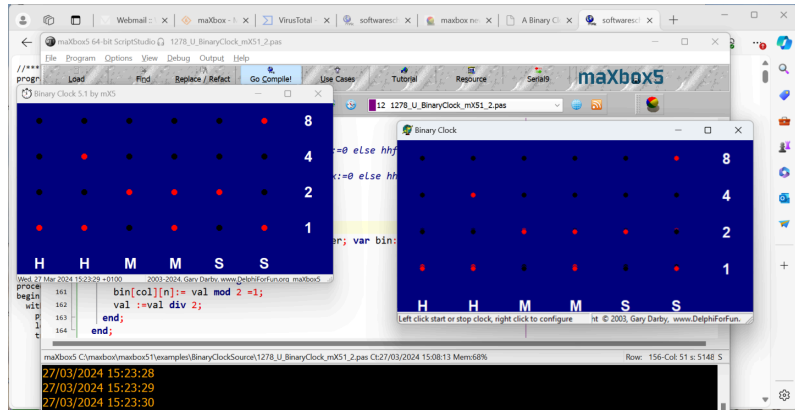 Webmail ::
maXbox - M
VirusTotal -
softwaresc
maxbox nev
A Binary Cl
softwaresc
maXbox5 64-bit ScriptStudio 1278_U_BinaryClock_mX51_2.pas
File Program Options View Debug Output Help
//***
progr
Load Find Replace / Refact Go Compile! Use Cases Tutorial Resource Serial9 maXbox5
Binary Clock 5.1 by mX5
12 1278_U_BinaryClock_mX51_2.pas
Binary Clock
:=0 else hhf
x:=0 else hh
er; var bin:
8
4
2
1
H H M M S S
Wed, 27 Mar 2024 15:23:29 +0100 2003-2024, Gary Darby, www.DelphiForFun.org maXbox5
8
4
2
1
H H M M S S
Left click start or stop clock, right click to configure ht © 2003, Gary Darby, www.DelphiForFun.
proce
begin
wit
p
l
t
161 bin[col][n]:= val mod 2 =1;
162 val :=val div 2;
163 end;
164 end;
maXbox5 C:\maxbox\maxbox51\examples\BinaryClockSource\1278_U_BinaryClock_mX51_2.pas Ct:27/03/2024 15:08:13 Mem:68% Row: 156-Col: 51 s: 5148 S
27/03/2024 15:23:28
27/03/2024 15:23:29
27/03/2024 15:23:30